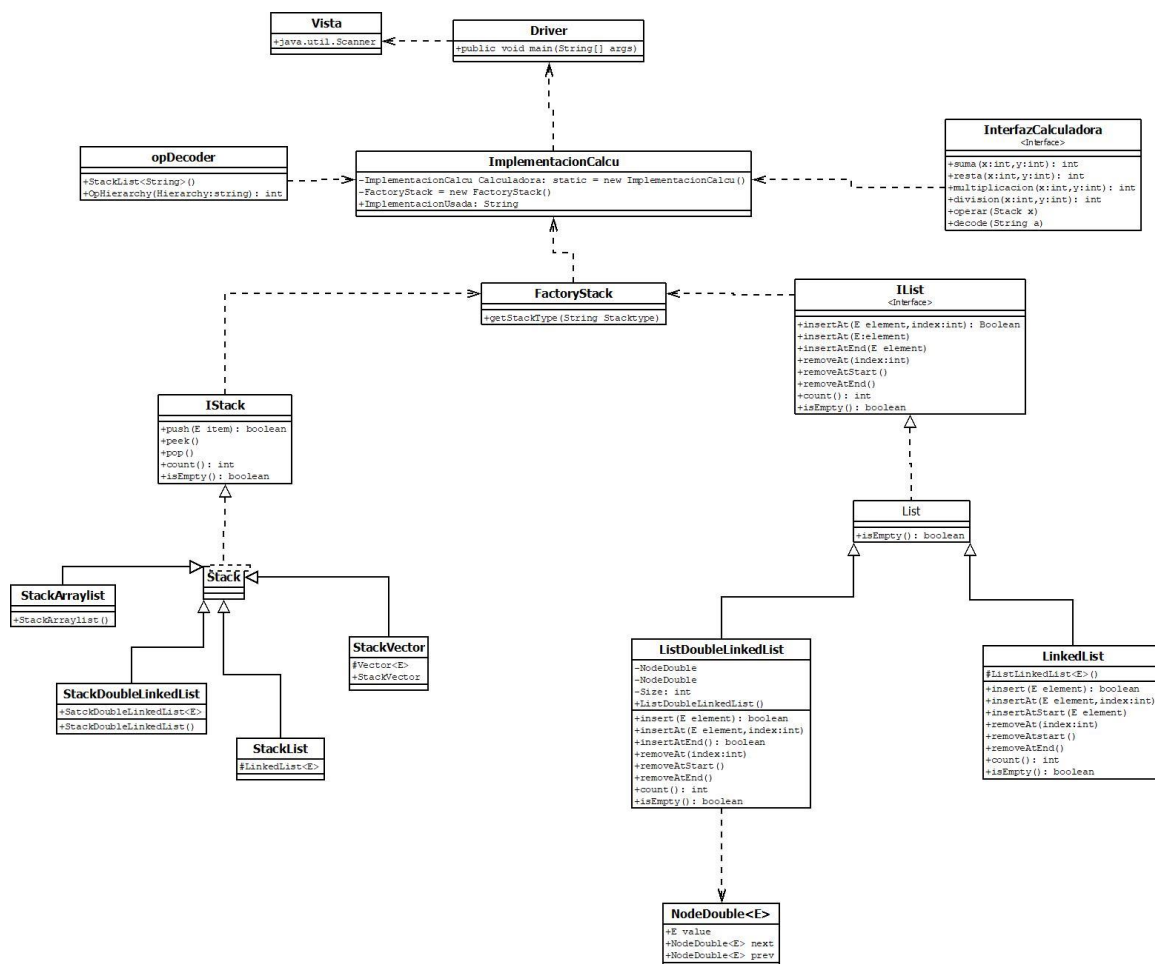 Vista
+java.util.Scanner
Driver
+public void main(String[] args)
opDecoder
+StackList<String>()
+OpHierarchy(Hierarchy:string): int
ImplementacionCalcu
-ImplementacionCalcu Calculadora: static = new ImplementacionCalcu()
-FactoryStack = new FactoryStack()
+ImplementacionUsada: String
InterfazCalculadora
<Interface>
+suma(x:int,y:int): int
+resta(x:int,y:int): int
+multiplicacion(x:int,y:int): int
+division(x:int,y:int): int
+operar(Stack x)
+decode(String a)
FactoryStack
+getStackType(String Stacktype)
IList
<Interface>
+insertAt(E element,index:int): Boolean
+insertAt(E:element)
+insertAtEnd(E element)
+removeAt(index:int)
+removeAtStart()
+removeAtEnd()
+count(): int
+isEmpty(): boolean
IStack
+push(E item): boolean
+peek()
+pop()
+count(): int
+isEmpty(): boolean
List
+isEmpty(): boolean
Stack
StackArraylist
+StackArraylist()
StackVector
#Vector<E>
+StackVector
StackDoubleLinkedList
+SatckDoubleLinkedList<E>
+StackDoubleLinkedList()
StackList
#LinkedList<E>
ListDoubleLinkedList
-NodeDouble
-NodeDouble
-Size: int
+ListDoubleLinkedList()
+insert(E element): boolean
+insertAt(E element,index:int)
+insertAtEnd(): boolean
+removeAt(index:int)
+removeAtStart()
+removeAtEnd()
+count(): int
+isEmpty(): boolean
LinkedList
#ListLinkedList<E>()
+insert(E element): boolean
+insertAt(E element,index:int)
+insertAtStart(E element)
+removeAt(index:int)
+removeAtstart()
+removeAtEnd()
+count(): int
+isEmpty(): boolean
NodeDouble<E>
+E value
+NodeDouble<E> next
+NodeDouble<E> prev